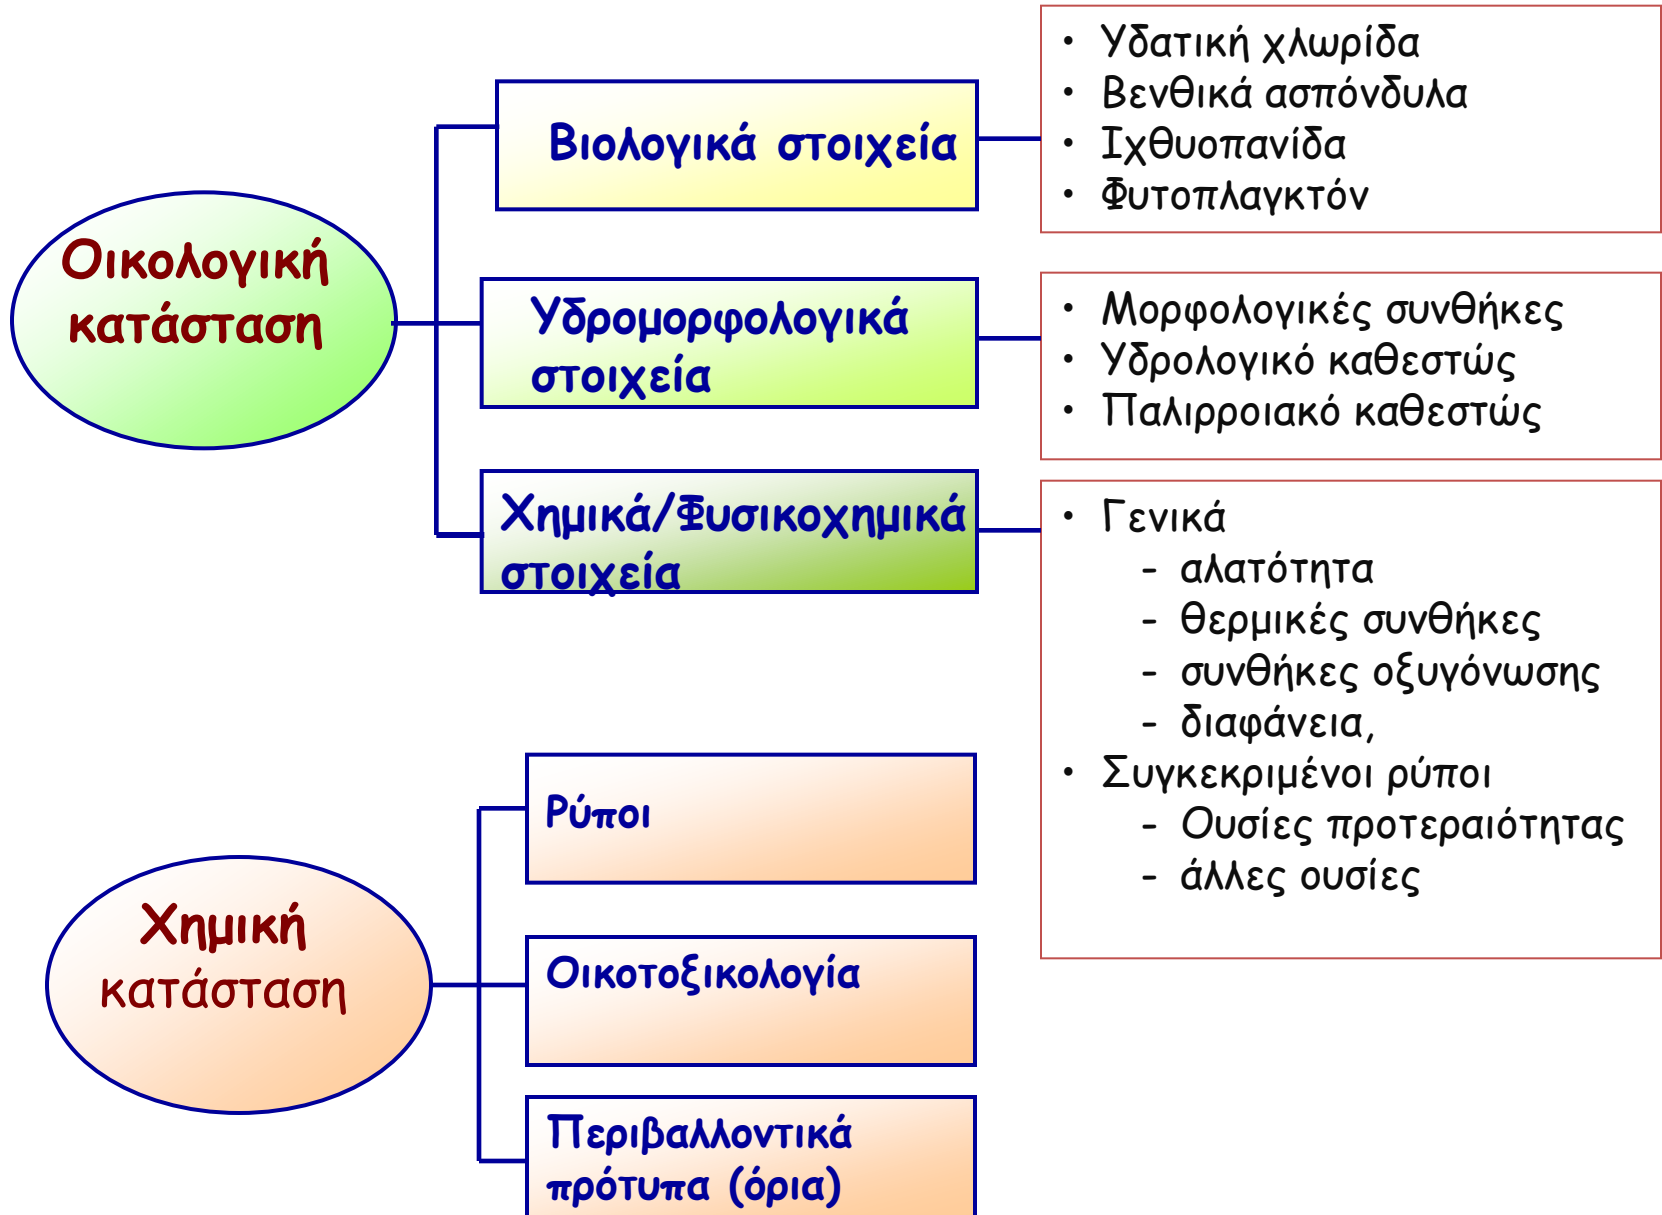 Οικολογική
κατάσταση
Βιολογικά στοιχεία
• Υδατική χλωρίδα
• Βενθικά ασπόνδυλα
• Ιχθυοπανίδα
• Φυτοπλαγκτόν
Υδρομορφολογικά
στοιχεία
• Μορφολογικές συνθήκες
• Υδρολογικό καθεστώς
• Παλιρροιακό καθεστώς
Χημικά/Φυσικοχημικά
στοιχεία
• Γενικά
- αλατότητα
- θερμικές συνθήκες
- συνθήκες οξυγόνωσης
- διαφάνεια,
• Συγκεκριμένοι ρύποι
- Ουσίες προτεραιότητας
- άλλες ουσίες
Χημική
κατάσταση
Ρύποι
Οικοτοξικολογία
Περιβαλλοντικά
πρότυπα (όρια)